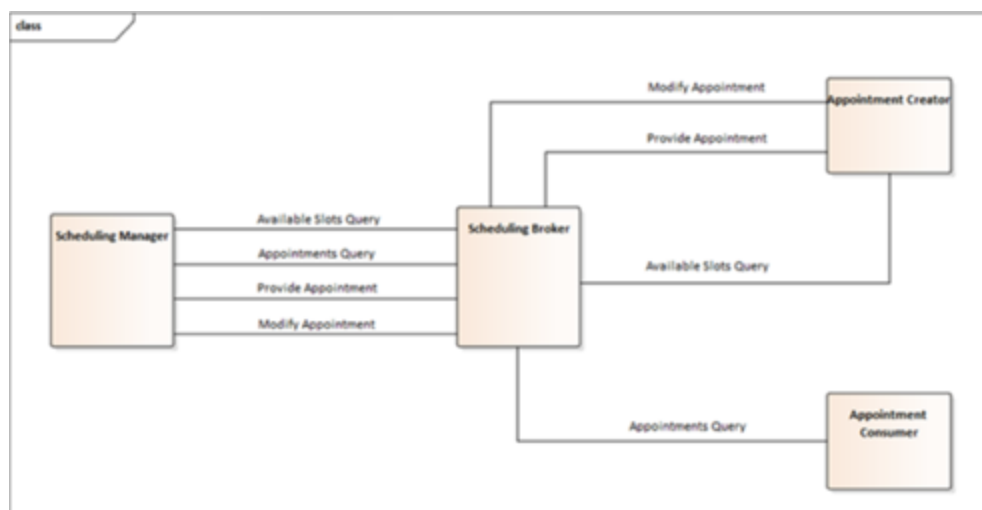 class
Modify Appointment
Appointment Creator
Provide Appointment
Available Slots Query
Scheduling Manager
Scheduling Broker
Appointments Query
Available Slots Query
Provide Appointment
Modify Appointment
Appointment
Consumer
Appointments Query